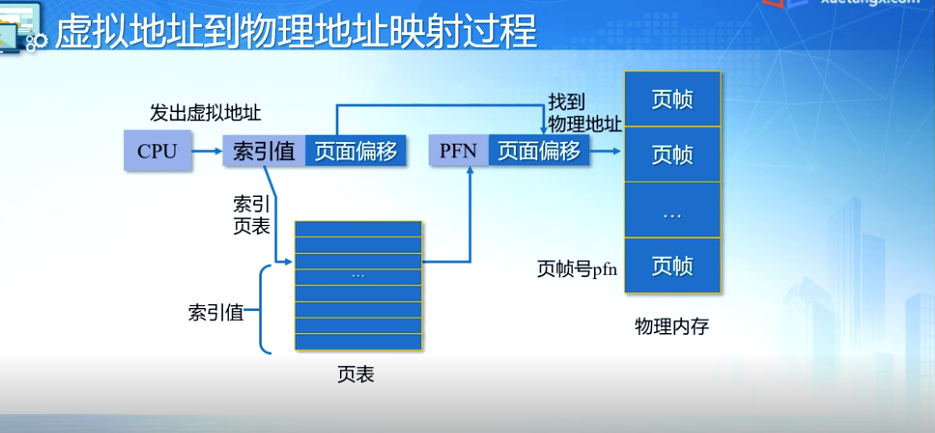 xuetangx.com
虚拟地址到物理地址映射过程
发出虚拟地址
CPU
索引值
页面偏移
找到
物理地址
PFN
页面偏移
页帧
页帧
…
页帧
索引
页表
…
索引值
页帧号pfn
页表
物理内存